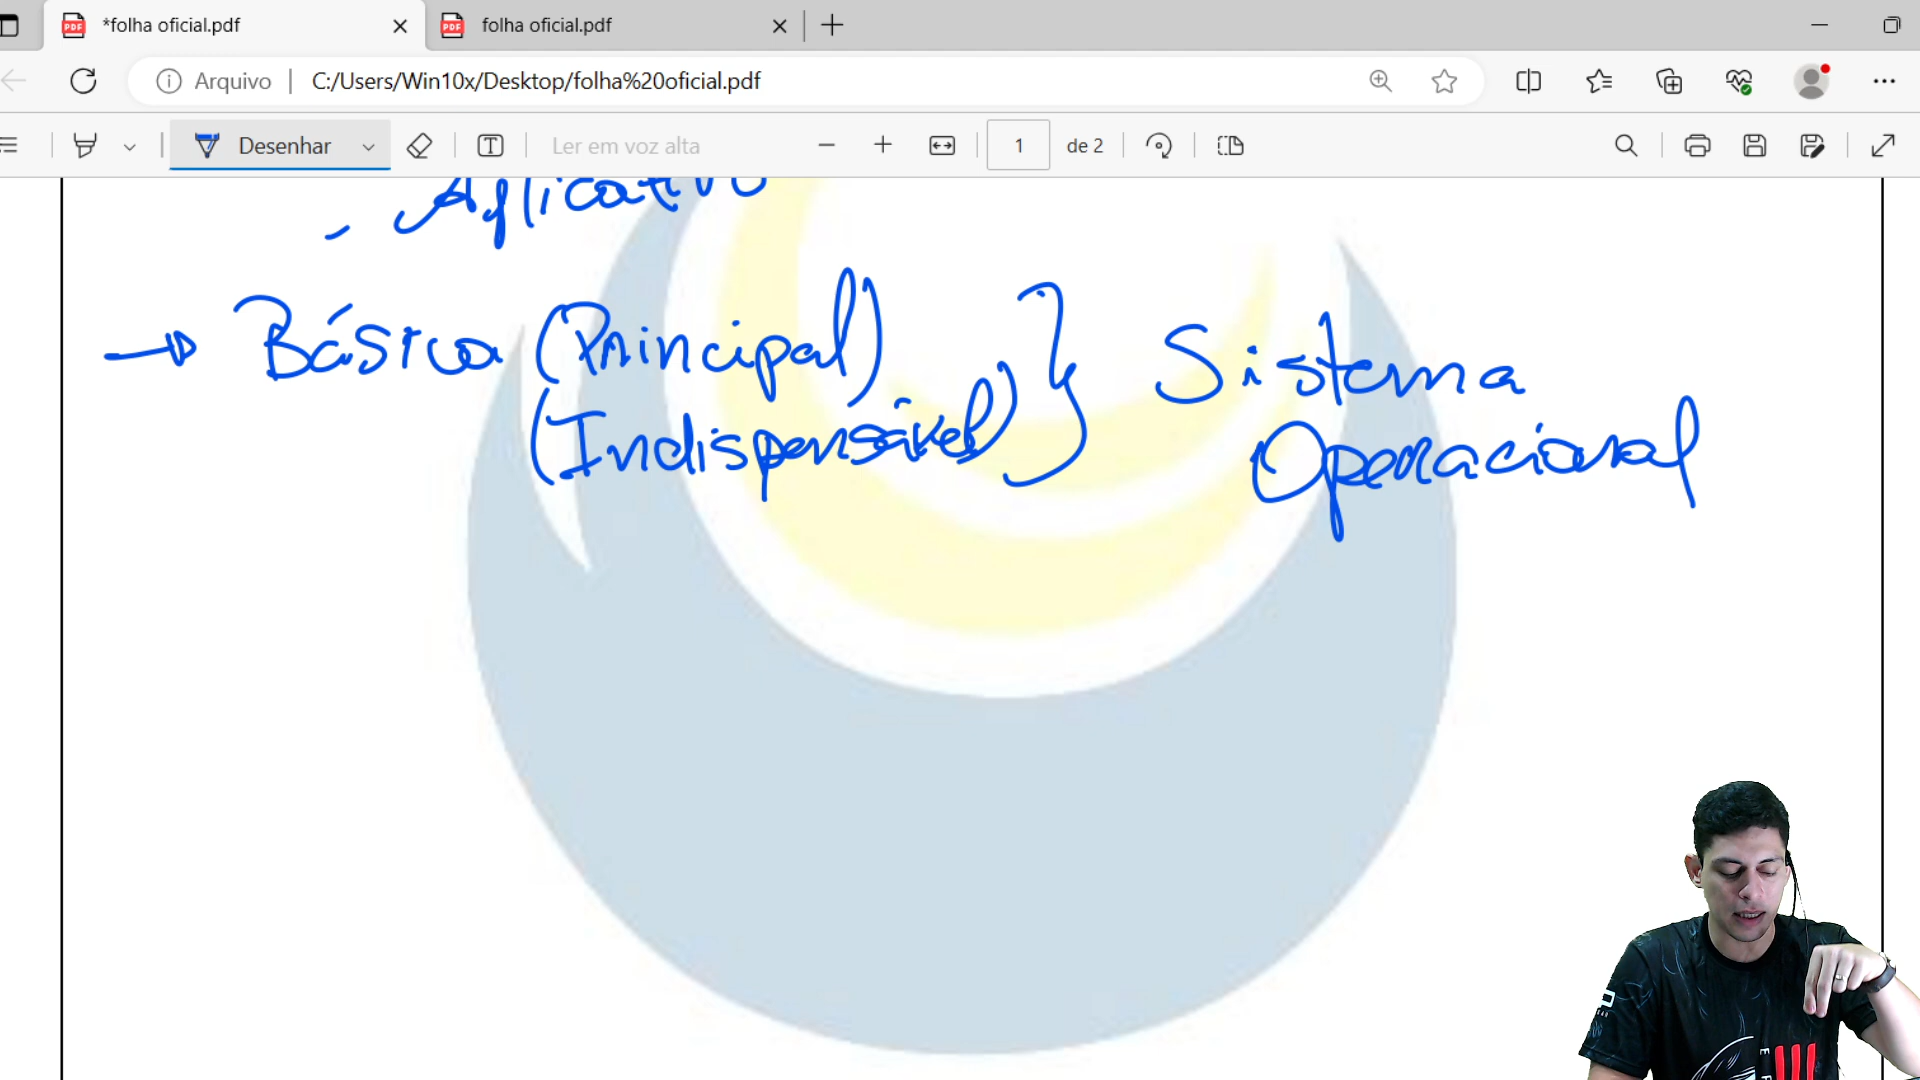 *folha oficial.pdf
folha oficial.pdf
Arquivo
C:/Users/Win10x/Desktop/folha%20oficial.pdf
Desenhar
Ler em voz alta
1
de 2
- Aplicativo
→ Básico (Principal)
(Indispensável)
} Sistema
Operacional